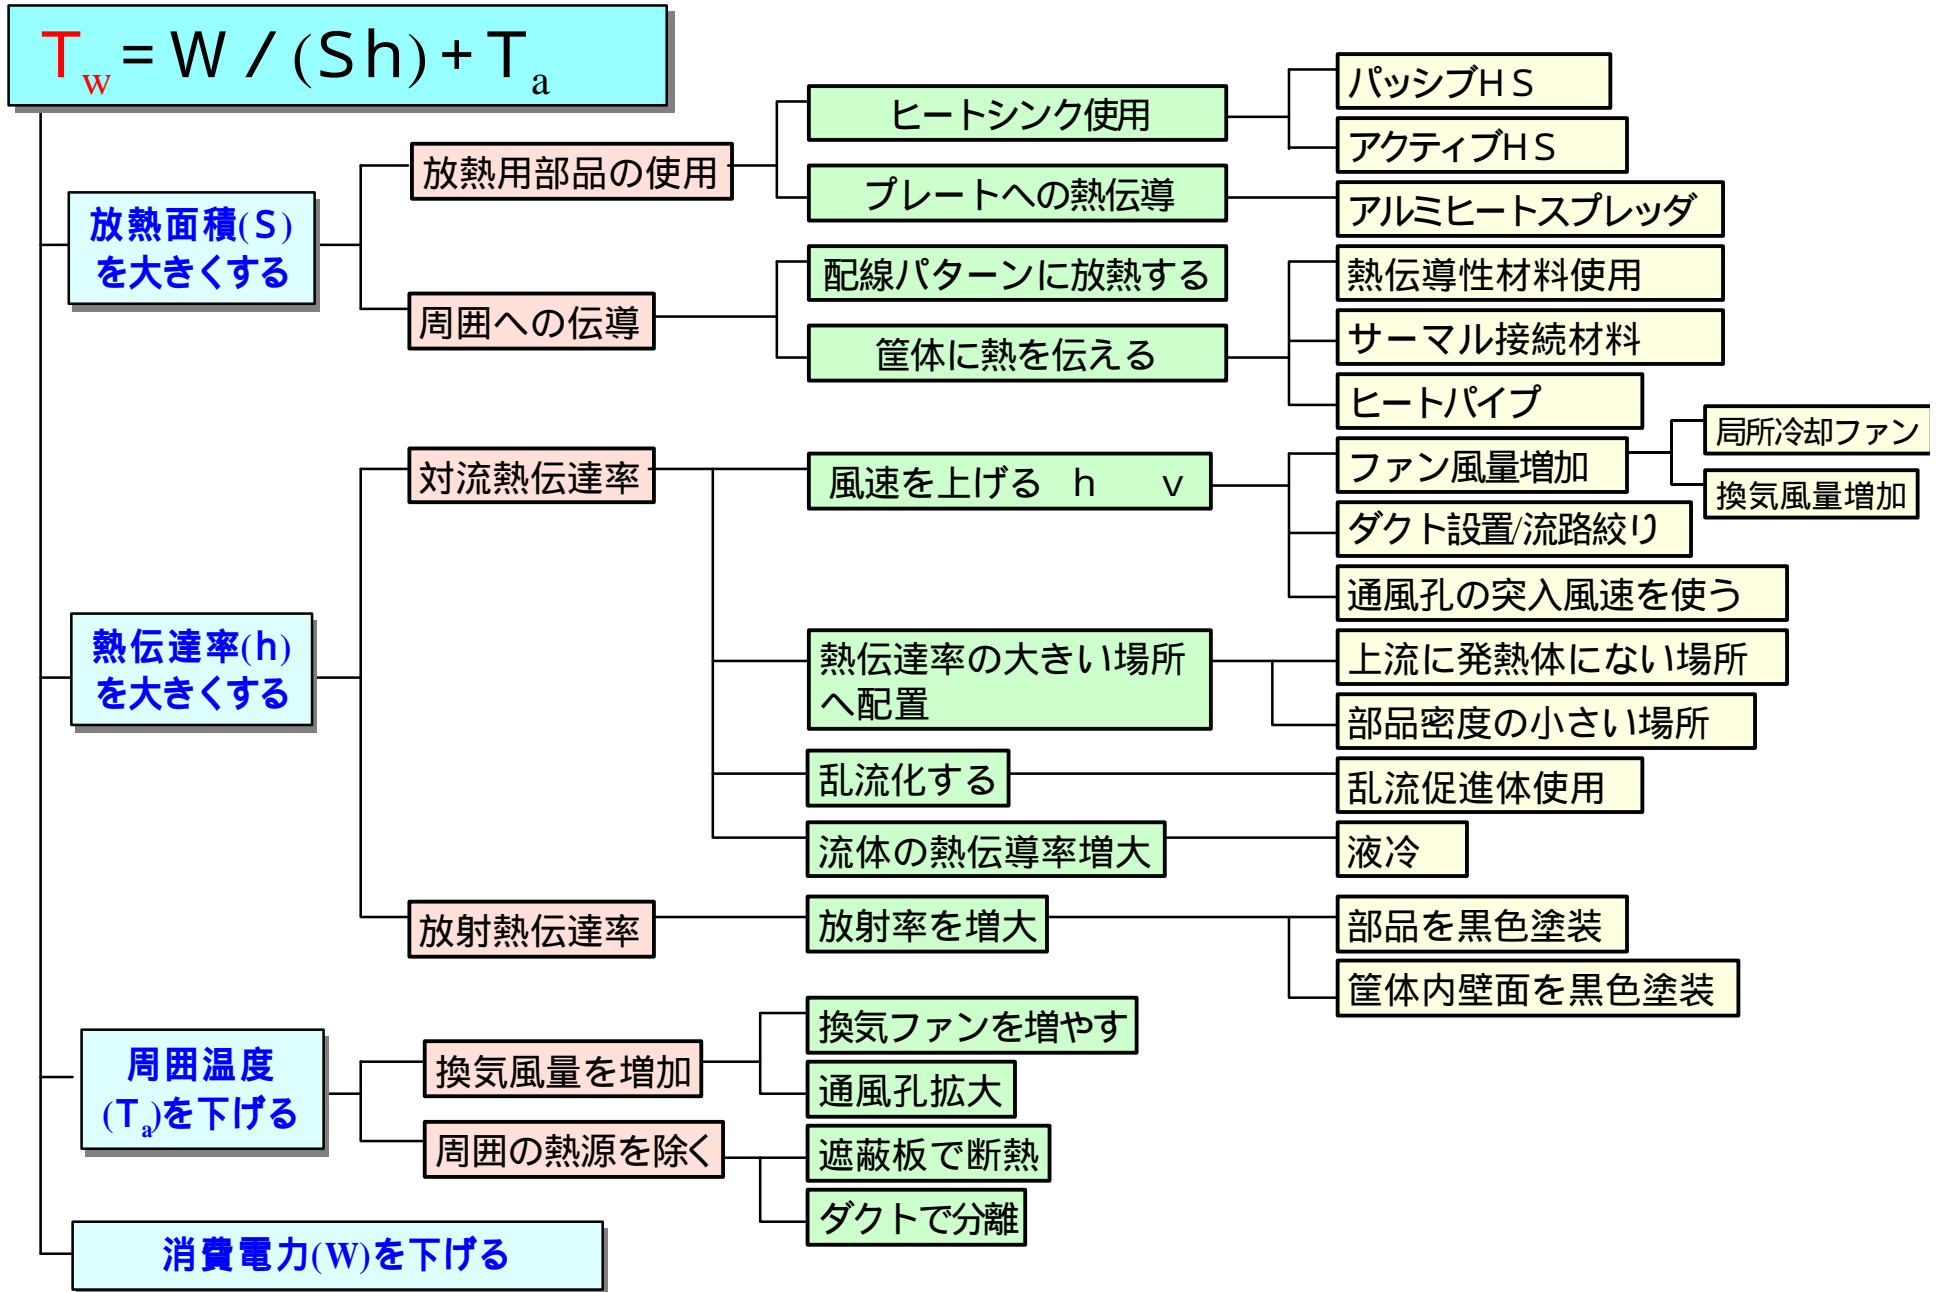 Tw=W/(Sh)+Ta
放熱面積(S)
を大きくする
放熱用部品の使用
ヒートシンク使用
パッシブHS
アクティブHS
プレートへの熱伝導
アルミヒートスプレッダ
周囲への伝導
配線パターンに放熱する
筐体に熱を伝える
熱伝導性材料使用
サーマル接続材料
ヒートパイプ
熱伝達率(h)
を大きくする
対流熱伝達率
風速を上げる h v
ファン風量増加
局所冷却ファン
換気風量増加
ダクト設置/流路絞り
通風孔の突入風速を使う
熱伝達率の大きい場所
へ配置
上流に発熱体にない場所
部品密度の小さい場所
乱流化する
乱流促進体使用
流体の熱伝導率増大
液冷
放射熱伝達率
放射率を増大
部品を黒色塗装
筐体内壁面を黒色塗装
周囲温度
(Ta)を下げる
換気風量を増加
換気ファンを増やす
通風孔拡大
周囲の熱源を除く
遮蔽板で断熱
ダクトで分離
消費電力(W)を下げる